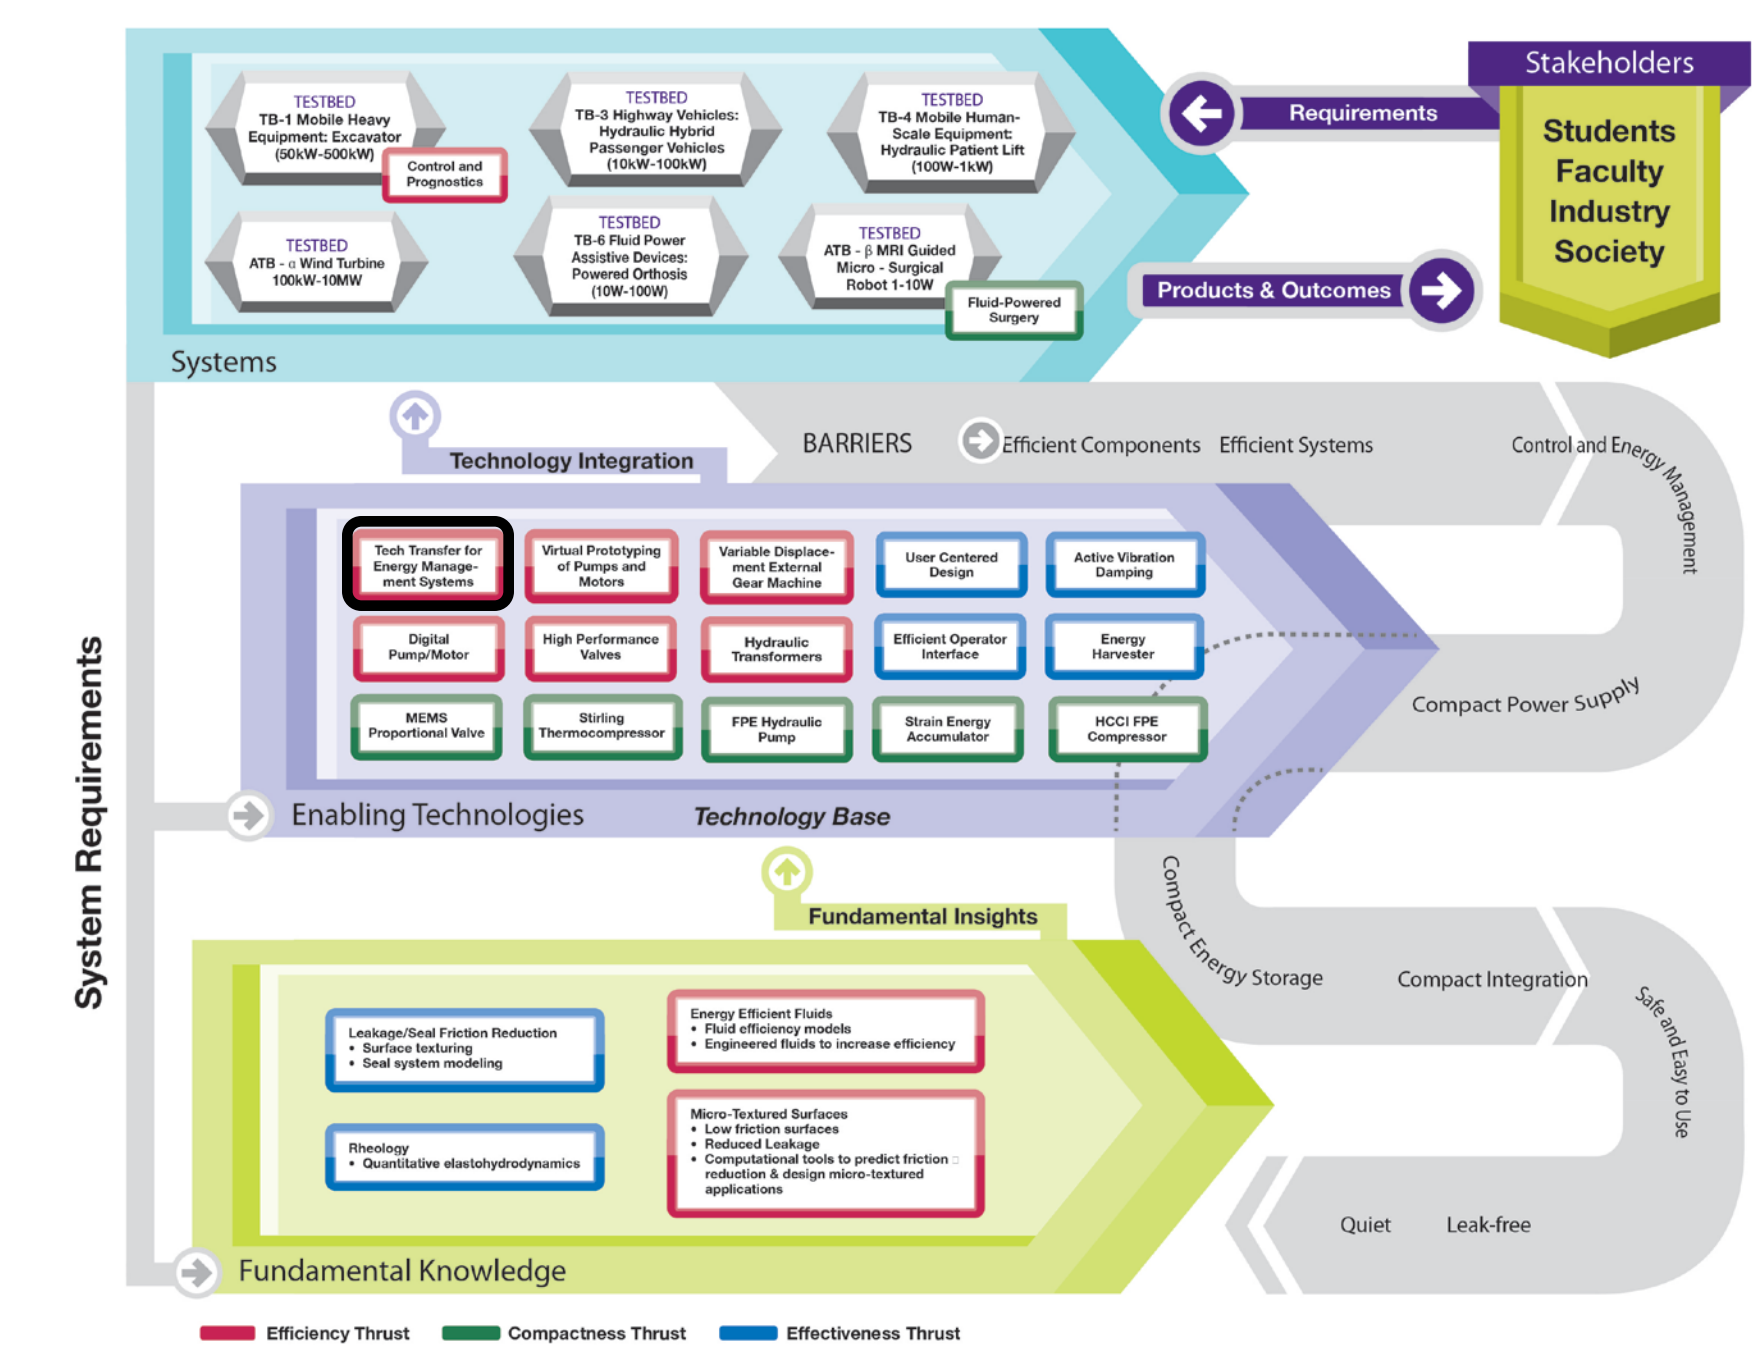 Stakeholders
Students
Faculty
Industry
Society
Requirements
Products & Outcomes
TESTBED
TB-1 Mobile Heavy
Equipment: Excavator
(50kW-500kW)
Control and
Prognostics
TESTBED
TB-3 Highway Vehicles:
Hydraulic Hybrid
Passenger Vehicles
(10kW-100kW)
TESTBED
TB-4 Mobile Human-
Scale Equipment:
Hydraulic Patient Lift
(100W-1kW)
TESTBED
ATB - α Wind Turbine
100kW-10MW
TESTBED
TB-6 Fluid Power
Assistive Devices:
Powered Orthosis
(10W-100W)
TESTBED
ATB - β MRI Guided
Micro - Surgical
Robot 1-10W
Fluid-Powered
Surgery
Systems
System Requirements
Technology Integration
BARRIERS
Efficient Components
Efficient Systems
Control and Energy Management
Compact Power Supply
Compact Energy Storage
Compact Integration
Safe and Easy to Use
Leak-free
Quiet
Tech Transfer for
Energy Manage-
ment Systems
Virtual Prototyping
of Pumps and
Motors
Variable Displace-
ment External
Gear Machine
User Centered
Design
Active Vibration
Damping
Digital
Pump/Motor
High Performance
Valves
Hydraulic
Transformers
Efficient Operator
Interface
Energy
Harvester
MEMS
Proportional Valve
Stirling
Thermocompressor
FPE Hydraulic
Pump
Strain Energy
Accumulator
HCCI FPE
Compressor
Enabling Technologies
Technology Base
Fundamental Insights
Leakage/Seal Friction Reduction
• Surface texturing
• Seal system modeling
Energy Efficient Fluids
• Fluid efficiency models
• Engineered fluids to increase efficiency
Rheology
• Quantitative elastohydrodynamics
Micro-Textured Surfaces
• Low friction surfaces
• Reduced Leakage
• Computational tools to predict friction □
reduction & design micro-textured
applications
Fundamental Knowledge
Efficiency Thrust
Compactness Thrust
Effectiveness Thrust